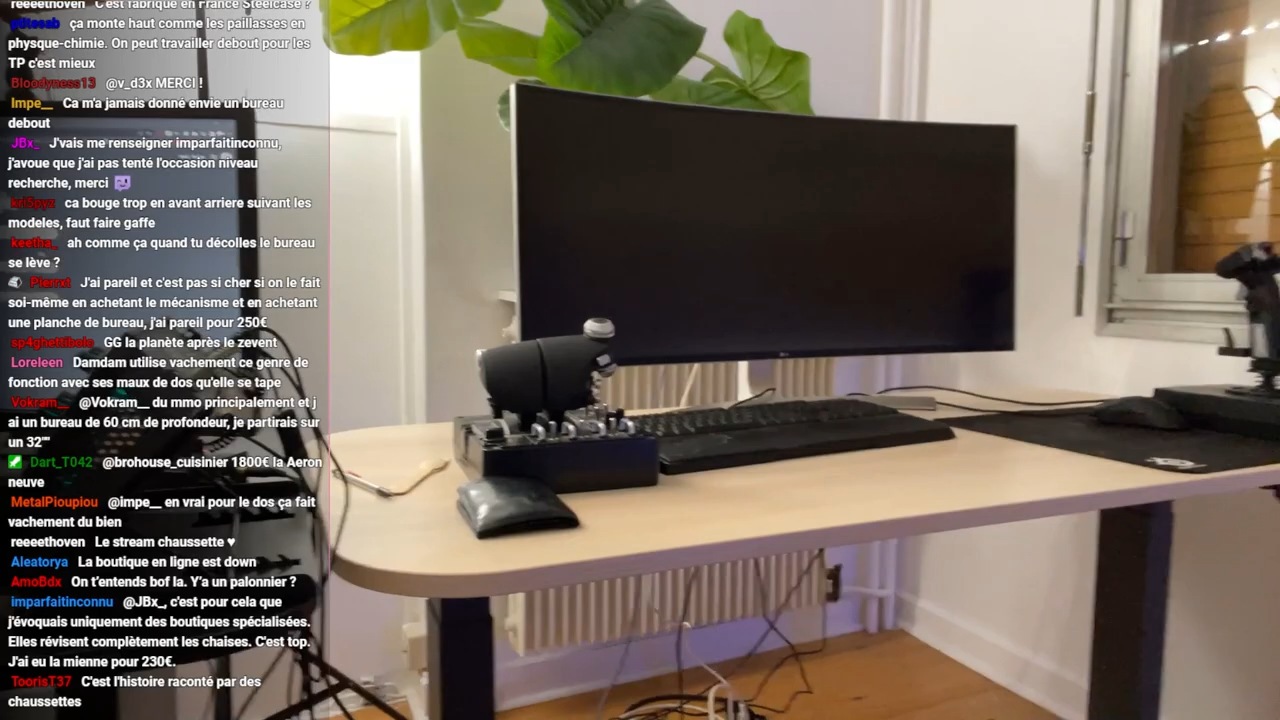 reeeethoven C'est fabriqué en France Steelcase ?
ça monte haut comme les paillasses en
physque-chimie. On peut travailler debout pour les
TP c'est mieux
Bloodyness13 @v_d3x MERCI !
Impe__ Ca m'a jamais donné envie un bureau
debout
JBx_ J'vais me renseigner imparfaitinconnu,
j'avoue que j'ai pas tenté l'occasion niveau
recherche, merci
kri5pyz ca bouge trop en avant arriere suivant les
modeles, faut faire gaffe
keetha_ ah comme ça quand tu décolles le bureau
se lève ?
Pierrxt J'ai pareil et c'est pas si cher si on le fait
soi-même en achetant le mécanisme et en achetant
une planche de bureau, j'ai pareil pour 250€
sp4ghettibolo GG la planète après le zevent
Loreleen Damdam utilise vachement ce genre de
fonction avec ses maux de dos qu'elle se tape
Vokram__ @Vokram__ du mmo principalement et j
ai un bureau de 60 cm de profondeur, je partirais sur
un 32""
Dart_T042 @brohouse_cuisinier 1800€ la Aeron
neuve
MetalPioupiou @impe__ en vrai pour le dos ça fait
vachement du bien
reeeethoven Le stream chaussette ♥
Aleatorya La boutique en ligne est down
AmoBdx On t'entends bof la. Y'a un palonnier ?
imparfaitinconnu @JBx_, c'est pour cela que
j'évoquais uniquement des boutiques spécialisées.
Elles révisent complètement les chaises. C'est top.
J'ai eu la mienne pour 230€.
ToorisT37 C'est l'histoire raconté par des
chaussettes